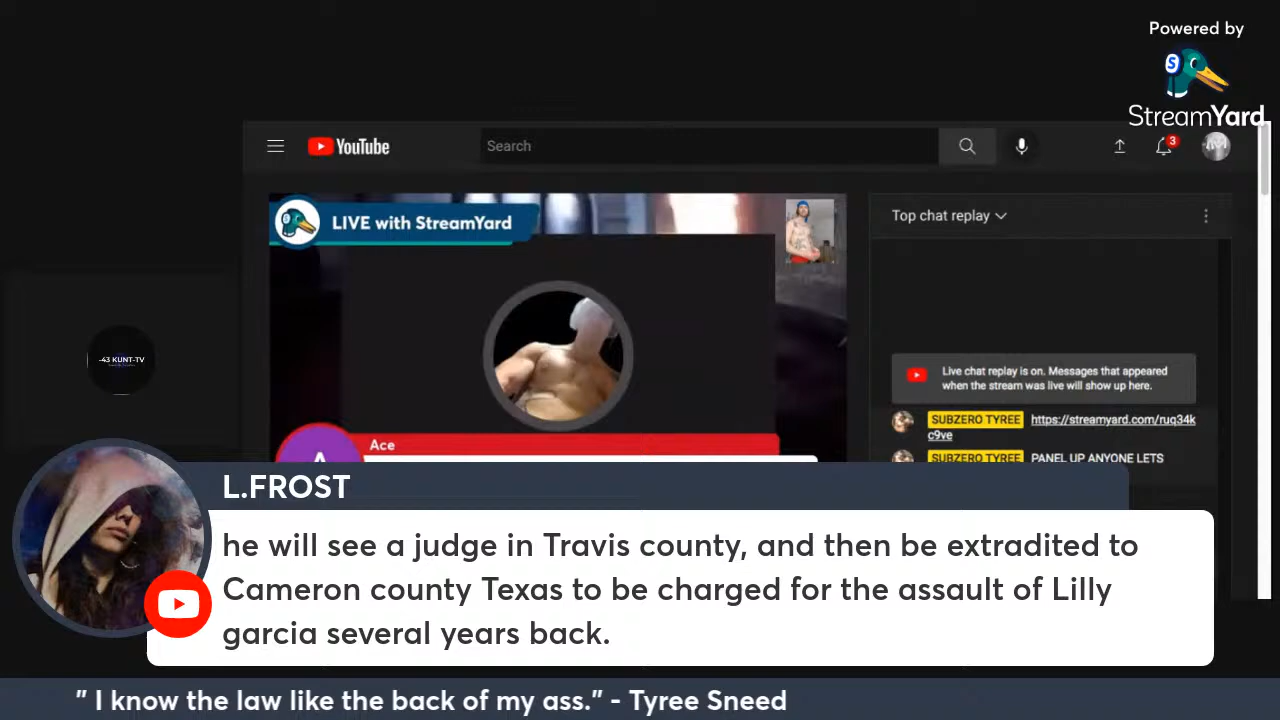 Powered by
StreamYard
YouTube
Search
3
LIVE with StreamYard
Top chat replay
Live chat replay is on. Messages that appeared
when the stream was live will show up here.
SUBZERO TYREE https://streamyard.com/ruq34k
c9ve
SUBZERO TYREE PANEL UP ANYONE LETS
-43 KUNT-TV
Ace
A
L.FROST
he will see a judge in Travis county, and then be extradited to
Cameron county Texas to be charged for the assault of Lilly
garcia several years back.
" I know the law like the back of my ass." - Tyree Sneed